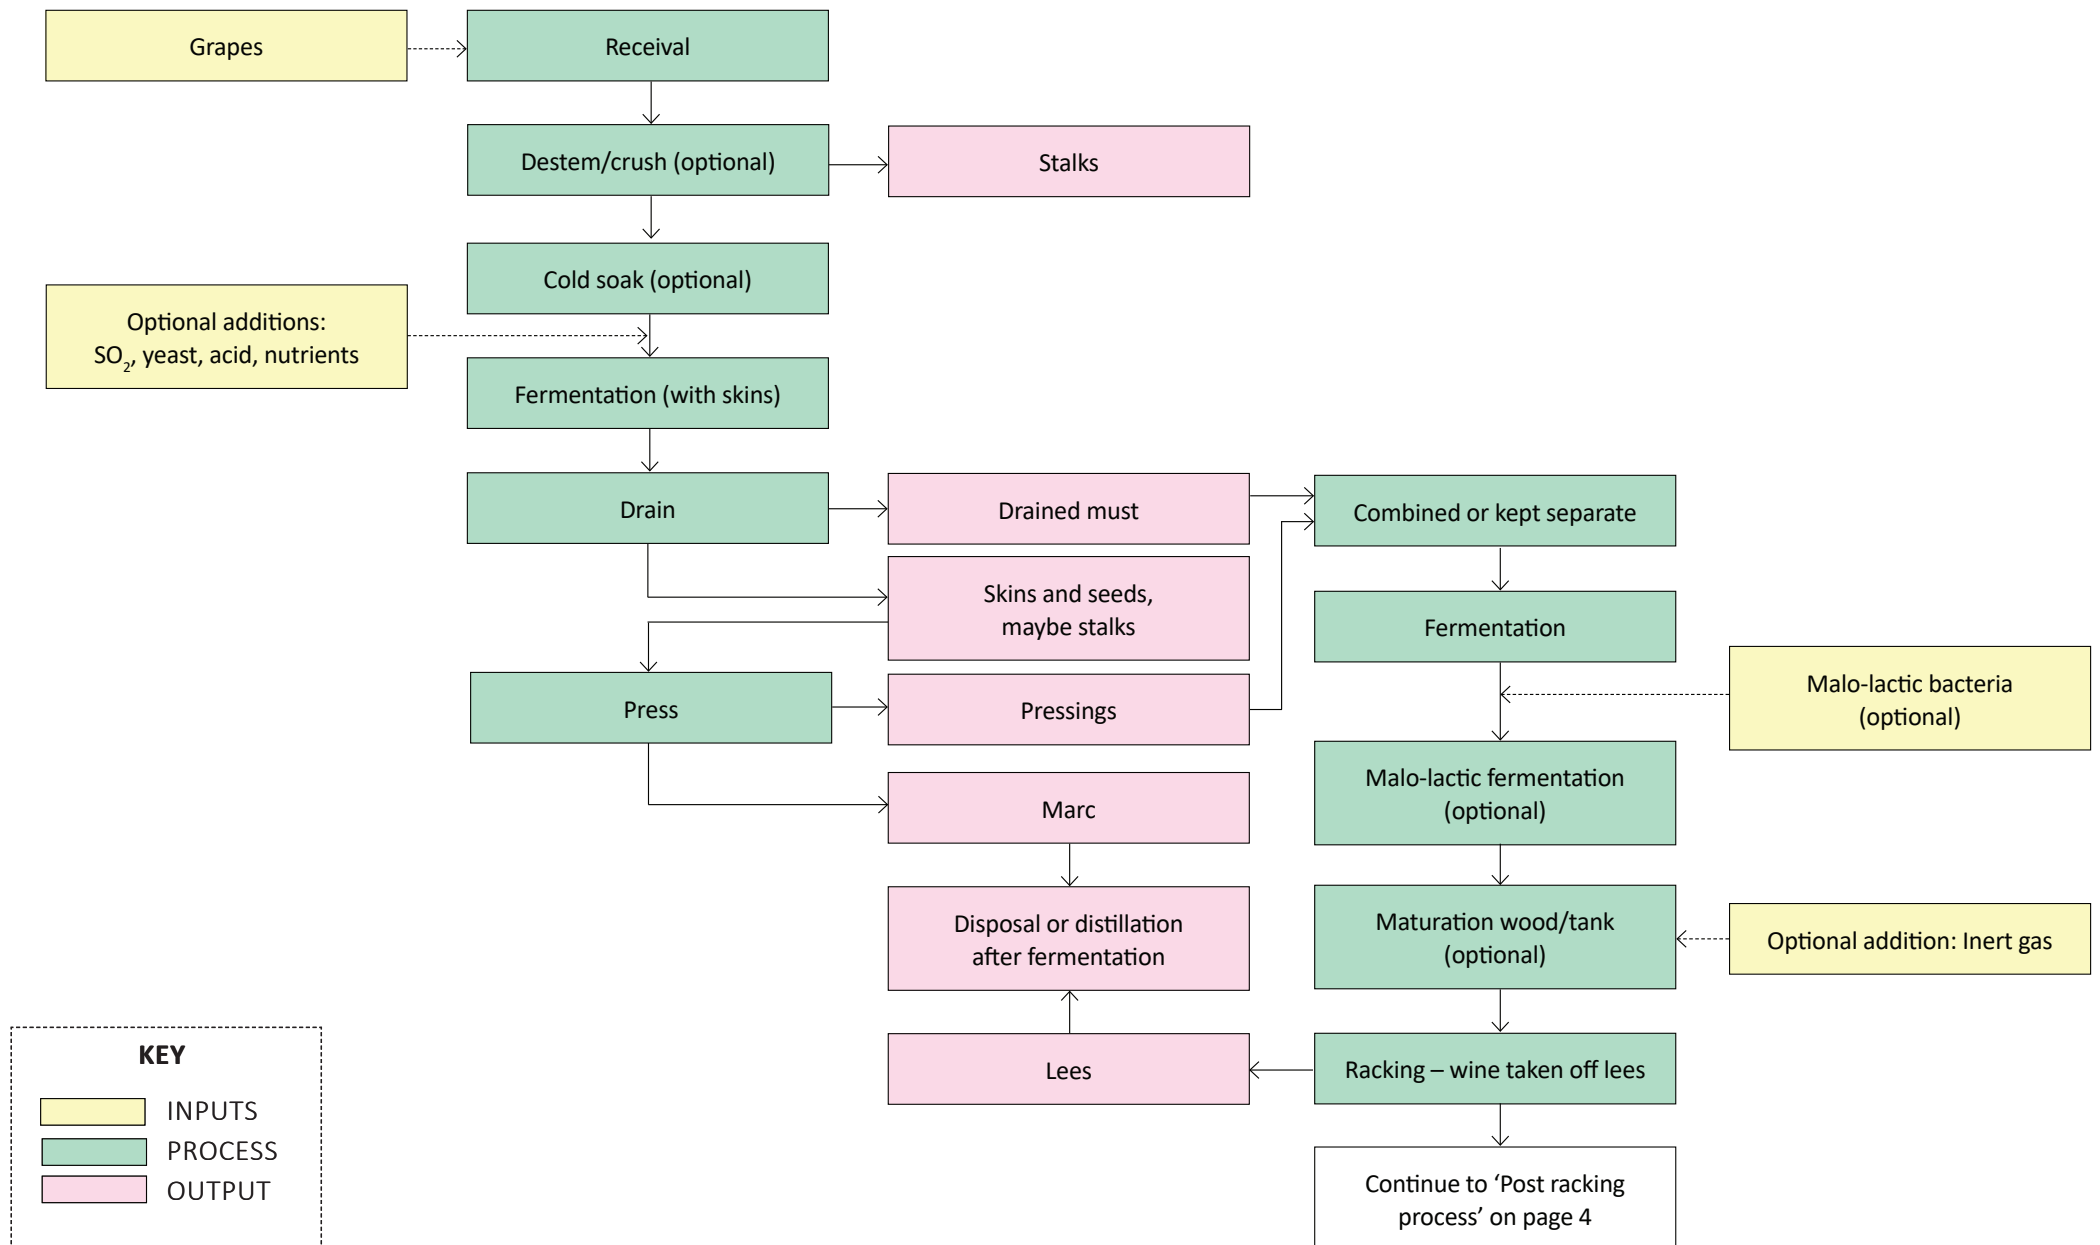 Grapes
Receival
Destem/crush (optional)
Stalks
Cold soak (optional)
Optional additions:
SO₂, yeast, acid, nutrients
Fermentation (with skins)
Drain
Drained must
Combined or kept separate
Skins and seeds,
maybe stalks
Fermentation
Press
Pressings
Malo-lactic bacteria
(optional)
Malo-lactic fermentation
(optional)
Marc
Disposal or distillation
after fermentation
Maturation wood/tank
(optional)
Optional addition: Inert gas
Lees
Racking – wine taken off lees
Continue to ‘Post racking
process’ on page 4
KEY
INPUTS
PROCESS
OUTPUT